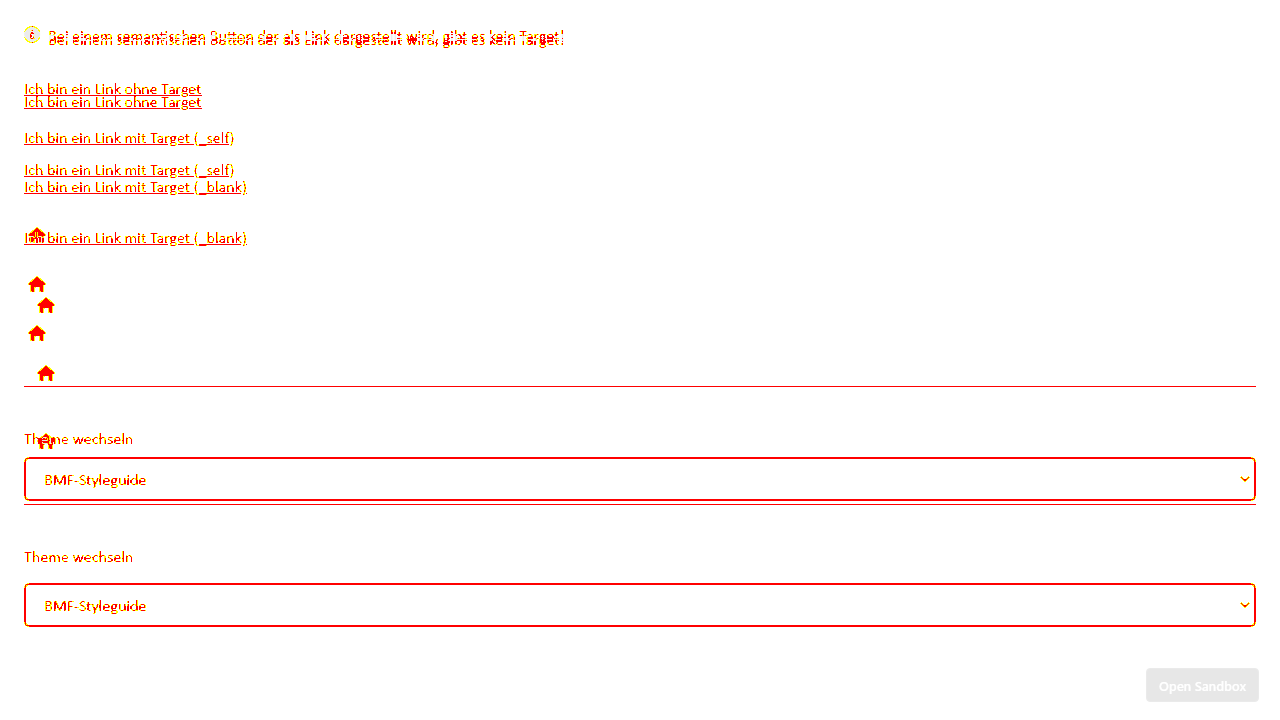 Bei einem semantischen Button der als Link dargestellt wird, gibt es kein Target!
Bei einem semantischen Button der als Link dargestellt wird, gibt es kein Target!
Ich bin ein Link ohne Target
Ich bin ein Link ohne Target
Ich bin ein Link mit Target (_self)
Ich bin ein Link mit Target (_self)
Ich bin ein Link mit Target (_blank)
Ich bin ein Link mit Target (_blank)
Theme wechseln
BMF-Styleguide
Theme wechseln
BMF-Styleguide
Open Sandbox